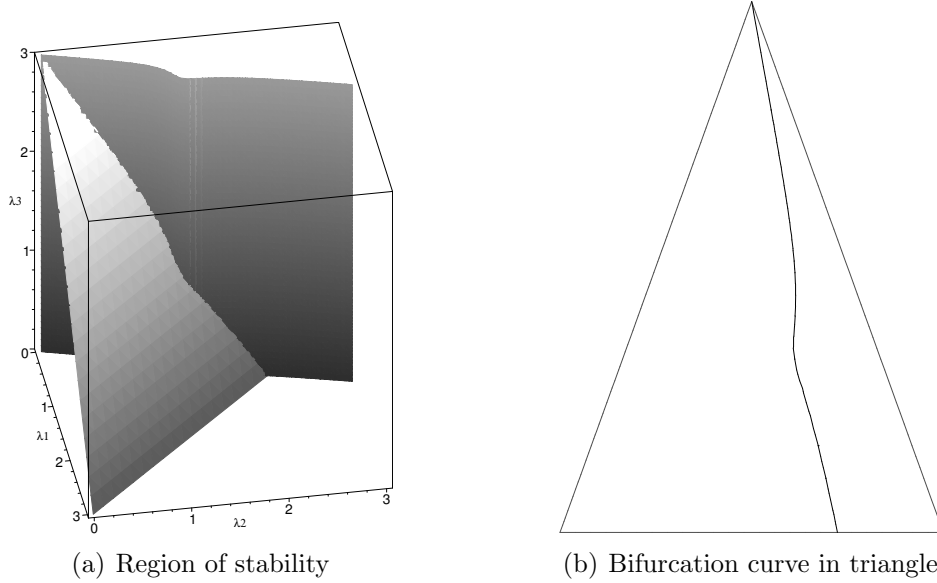 3
2
λ3
1
0
1
λ1
2
3
0
1
λ2
2
3
(a) Region of stability
(b) Bifurcation curve in triangle